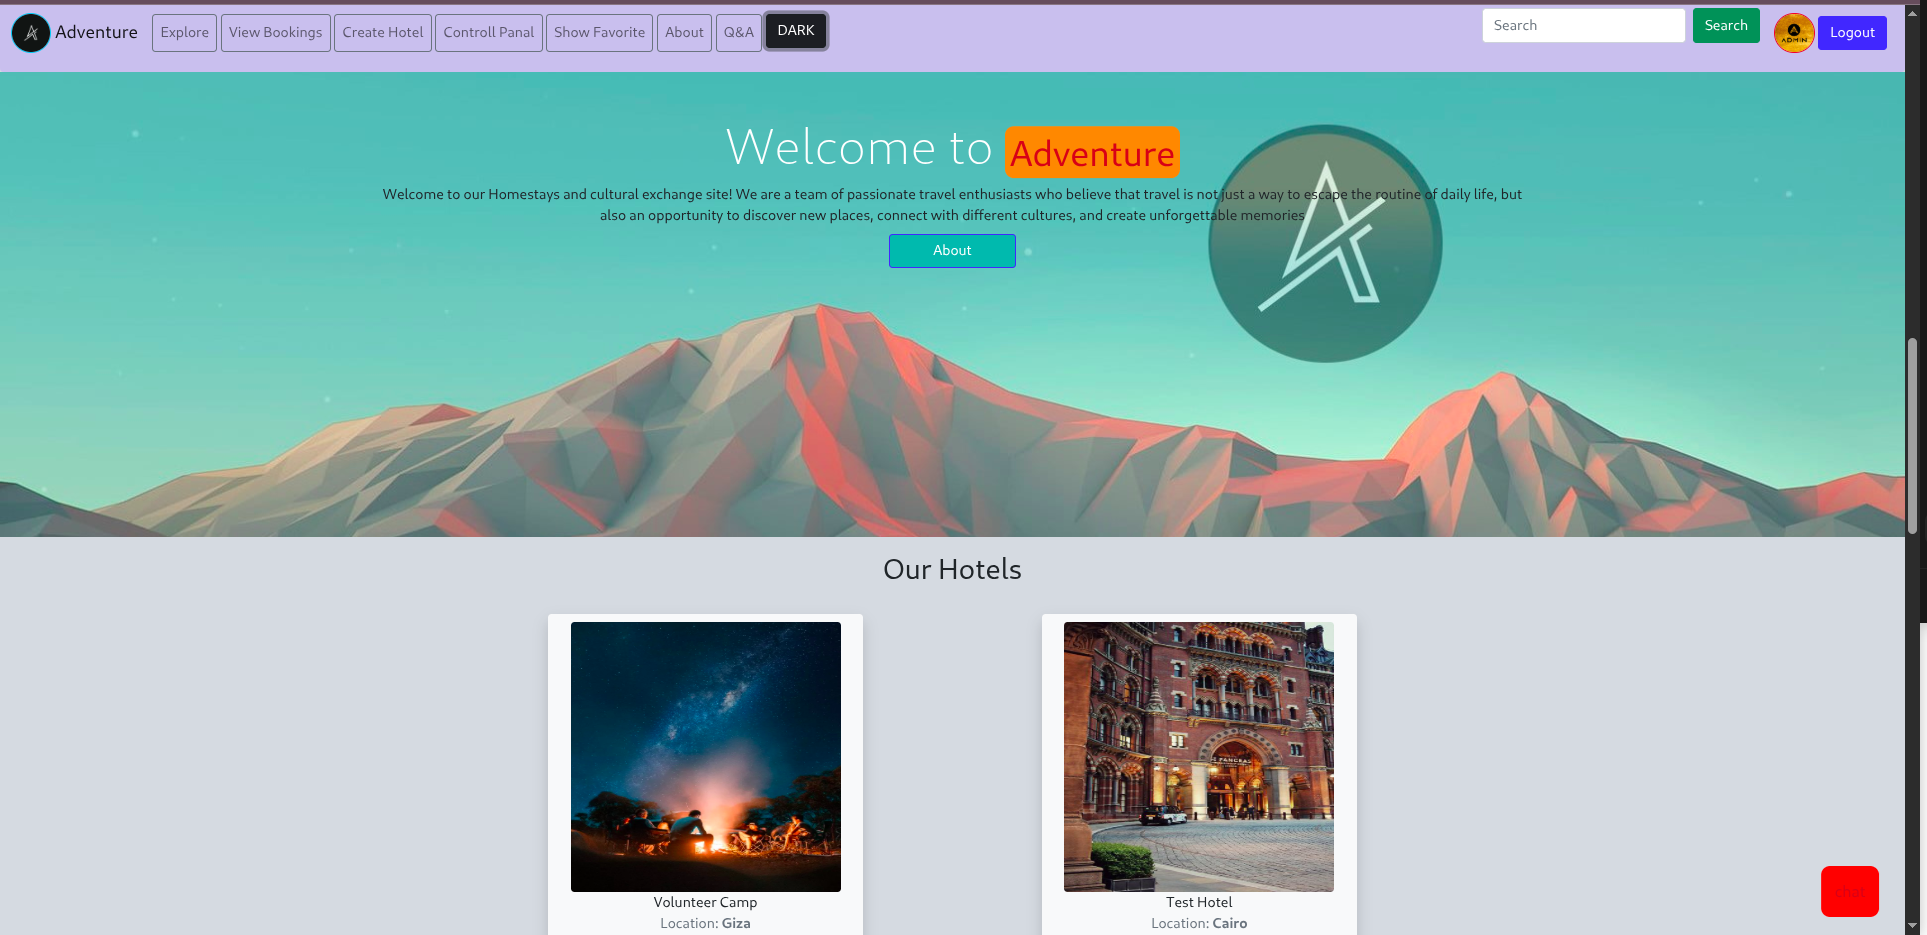 Adventure
Explore
View Bookings
Create Hotel
Controll Panal
Show Favorite
About
Q&A
DARK
Search
Search
ADMIN
Logout
Welcome to Adventure
Welcome to our Homestays and cultural exchange site! We are a team of passionate travel enthusiasts who believe that travel is not just a way to escape the routine of daily life, but
also an opportunity to discover new places, connect with different cultures, and create unforgettable memories
About
Our Hotels
PANCRAS
Volunteer Camp
Location: Giza
Test Hotel
Location: Cairo
chat